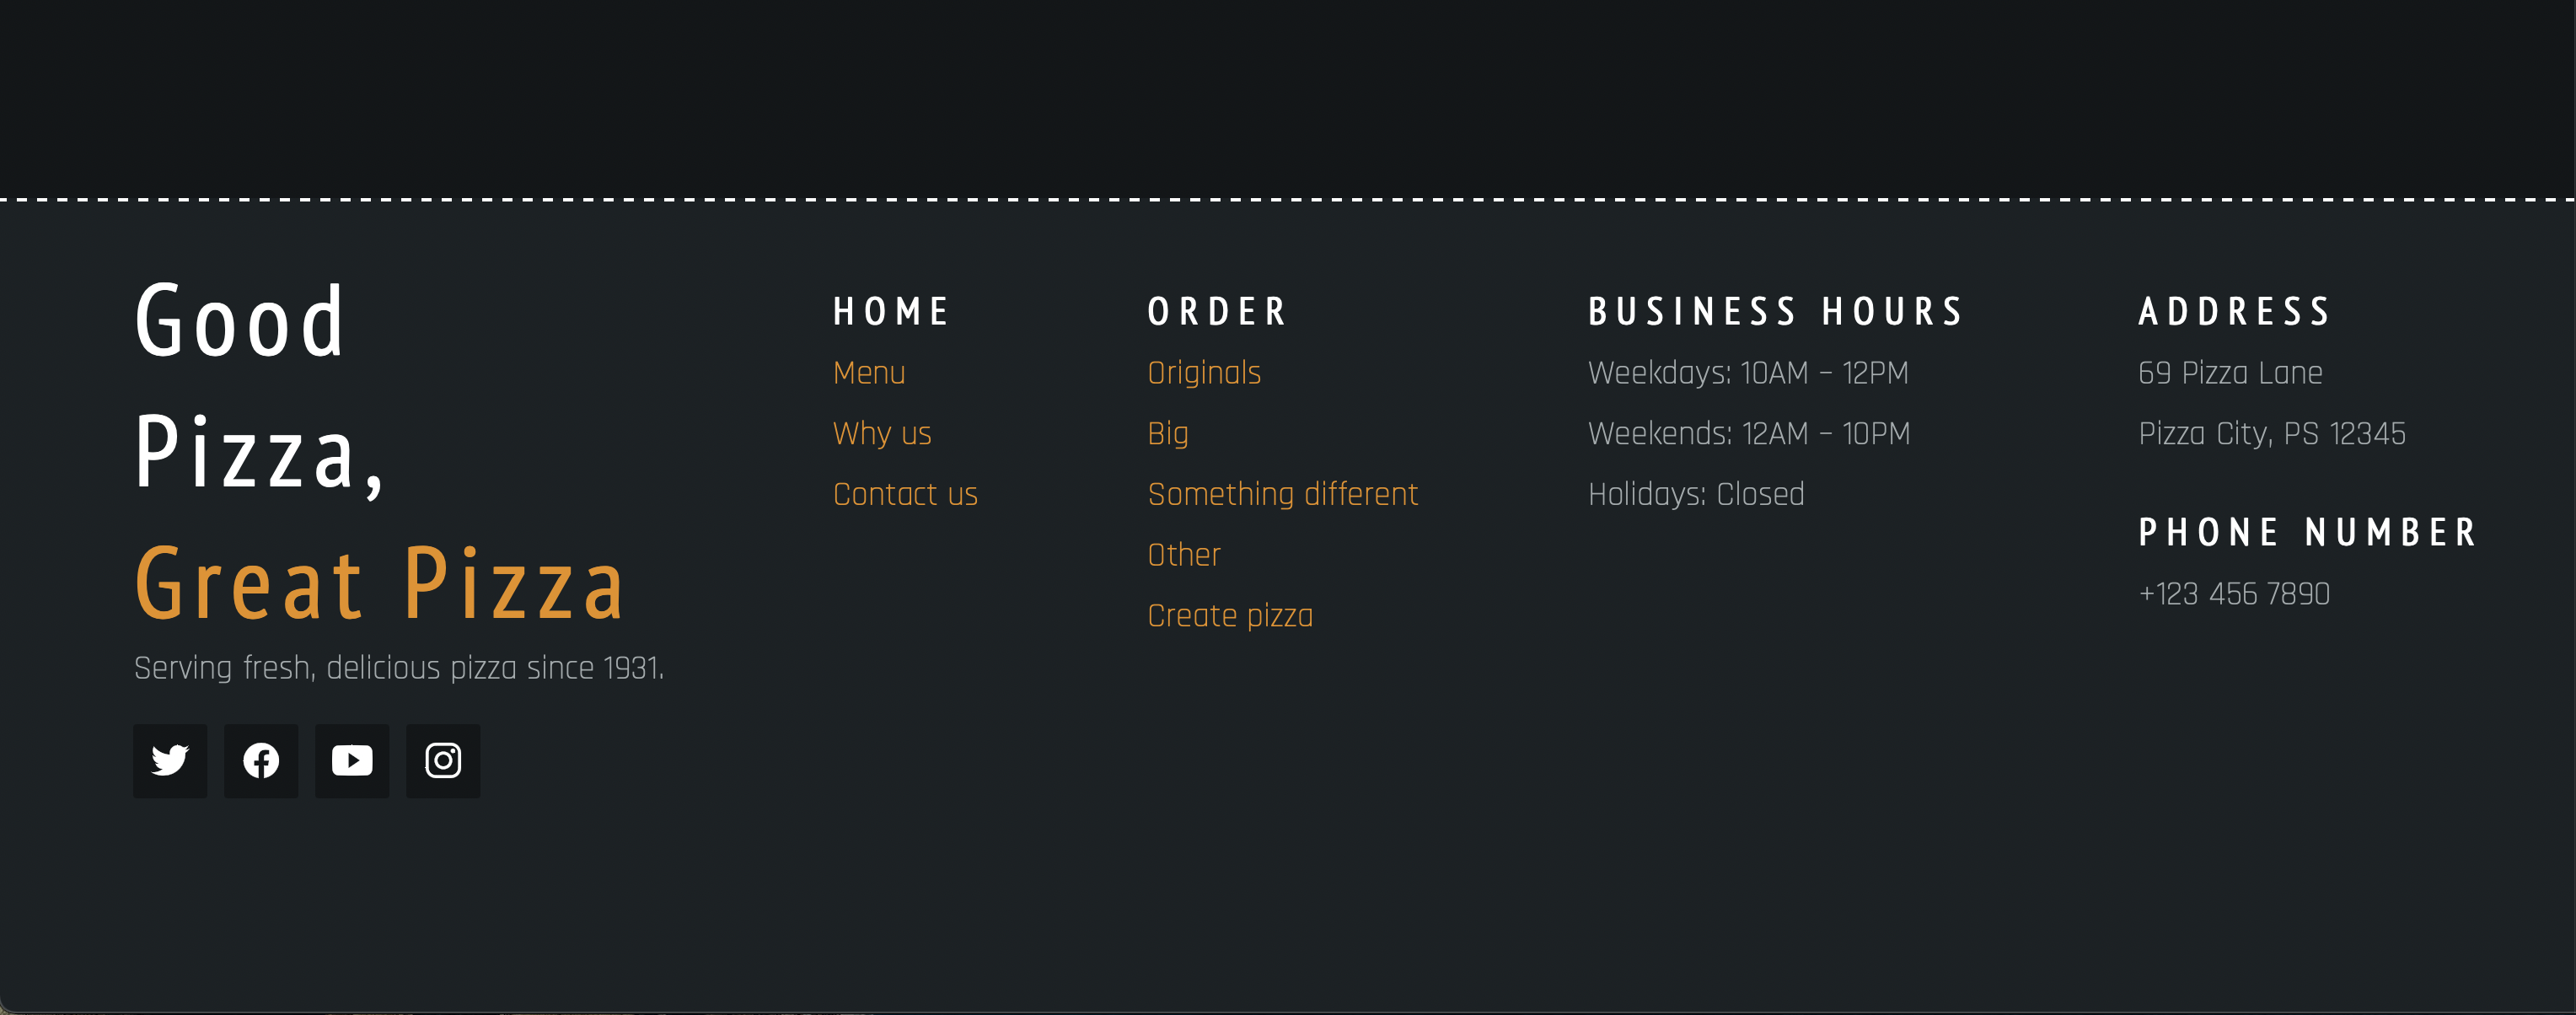 Good
Pizza,
Great Pizza
Serving fresh, delicious pizza since 1931.
HOME
Menu
Why us
Contact us
ORDER
Originals
Big
Something different
Other
Create pizza
BUSINESS HOURS
Weekdays: 10AM – 12PM
Weekends: 12AM – 10PM
Holidays: Closed
ADDRESS
69 Pizza Lane
Pizza City, PS 12345
PHONE NUMBER
+123 456 7890